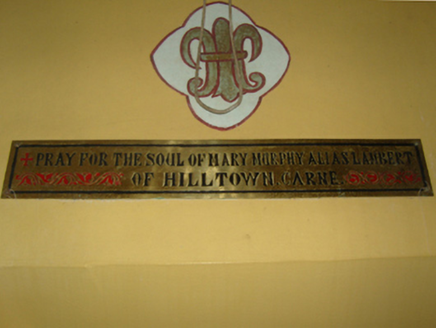 PRAY FOR THE SOUL OF MARY MURPHY ALIAS LAMBERT
OF HILLTOWN, CARNE.